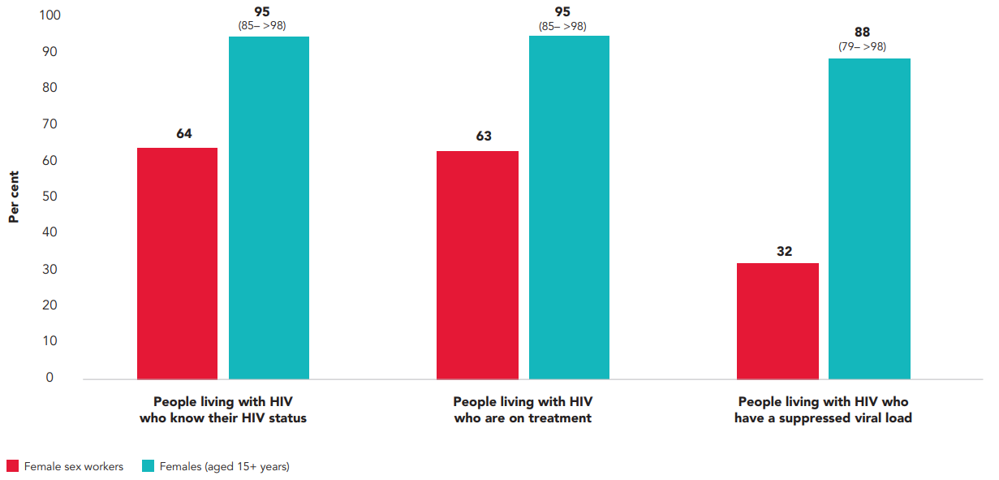 Per cent
100
90
80
70
60
50
40
30
20
10
0
64
95
(85– >98)
63
95
(85– >98)
32
88
(79– >98)
People living with HIV
who know their HIV status
People living with HIV
who are on treatment
People living with HIV who
have a suppressed viral load
Female sex workers
Females (aged 15+ years)